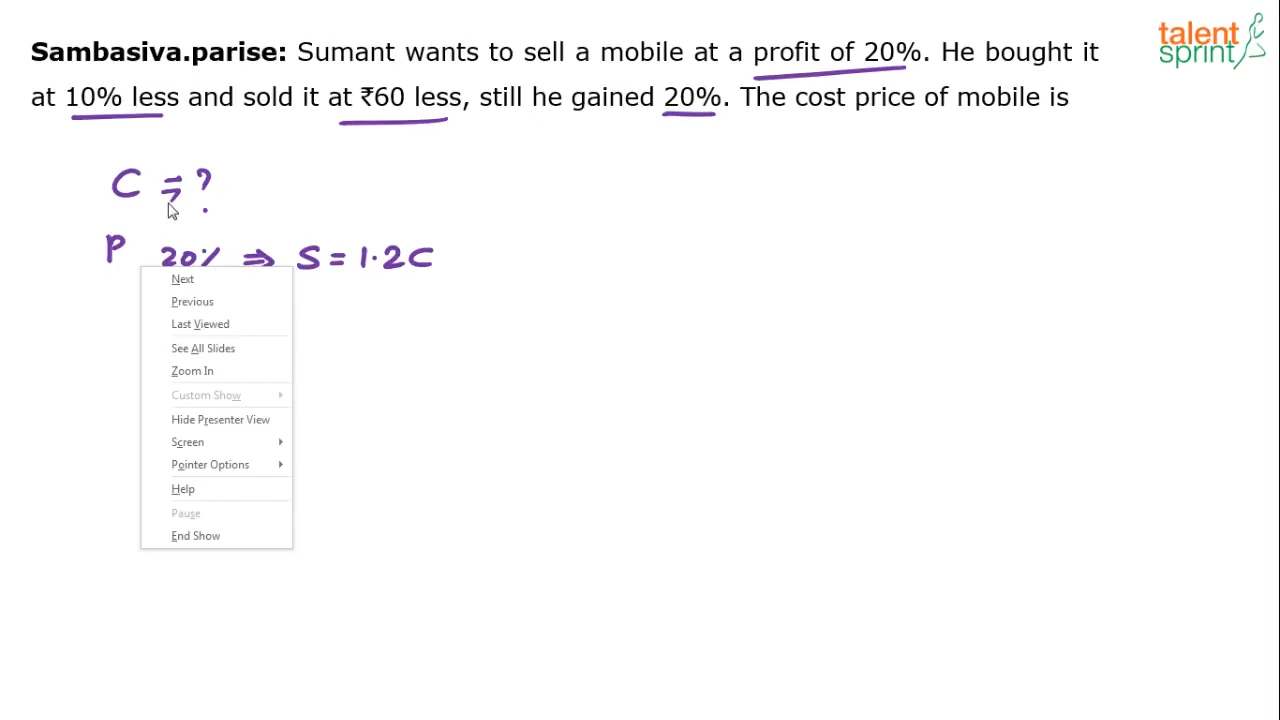 Sambasiva.parise: Sumant wants to sell a mobile at a profit of 20%. He bought it
at 10% less and sold it at ₹60 less, still he gained 20%. The cost price of mobile is
talent
sprint
C = ?
P 20% ⇒ S = 1.2C
Next
Previous
Last Viewed
See All Slides
Zoom In
Custom Show
Hide Presenter View
Screen
Pointer Options
Help
Pause
End Show